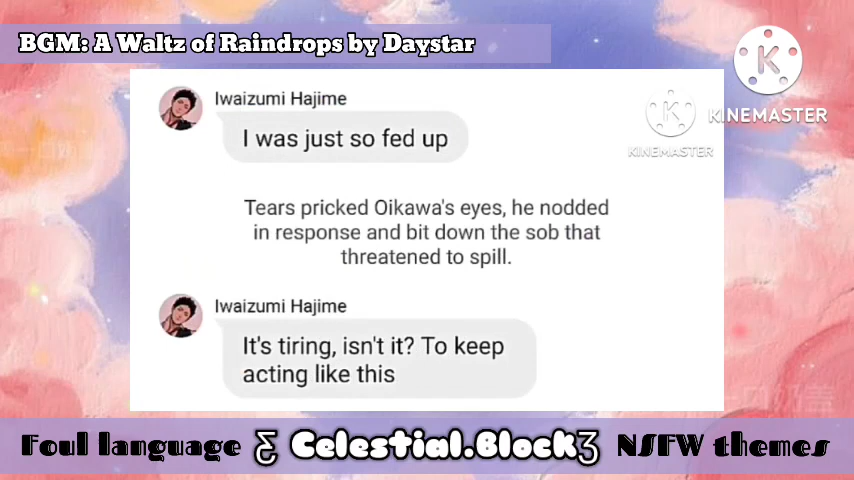 BGM: A Waltz of Raindrops by Daystar
KINEMASTER
KINEMASTER
Iwaizumi Hajime
I was just so fed up
Tears pricked Oikawa's eyes, he nodded
in response and bit down the sob that
threatened to spill.
Iwaizumi Hajime
It's tiring, isn't it? To keep
acting like this
Foul language Ƹ Celestial.BlockƷ NSFW themes